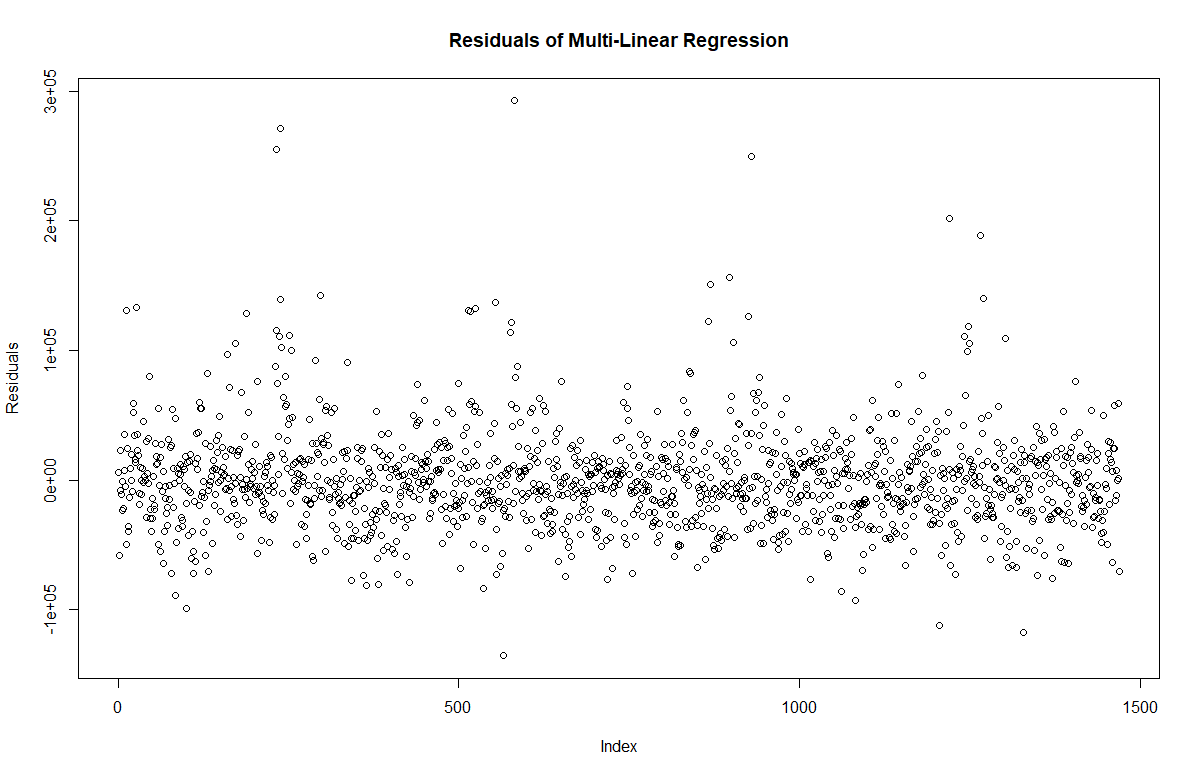 Residuals of Multi-Linear Regression
3e+05
2e+05
1e+05
0e+00
-1e+05
Residuals
0 500 1000 1500
Index